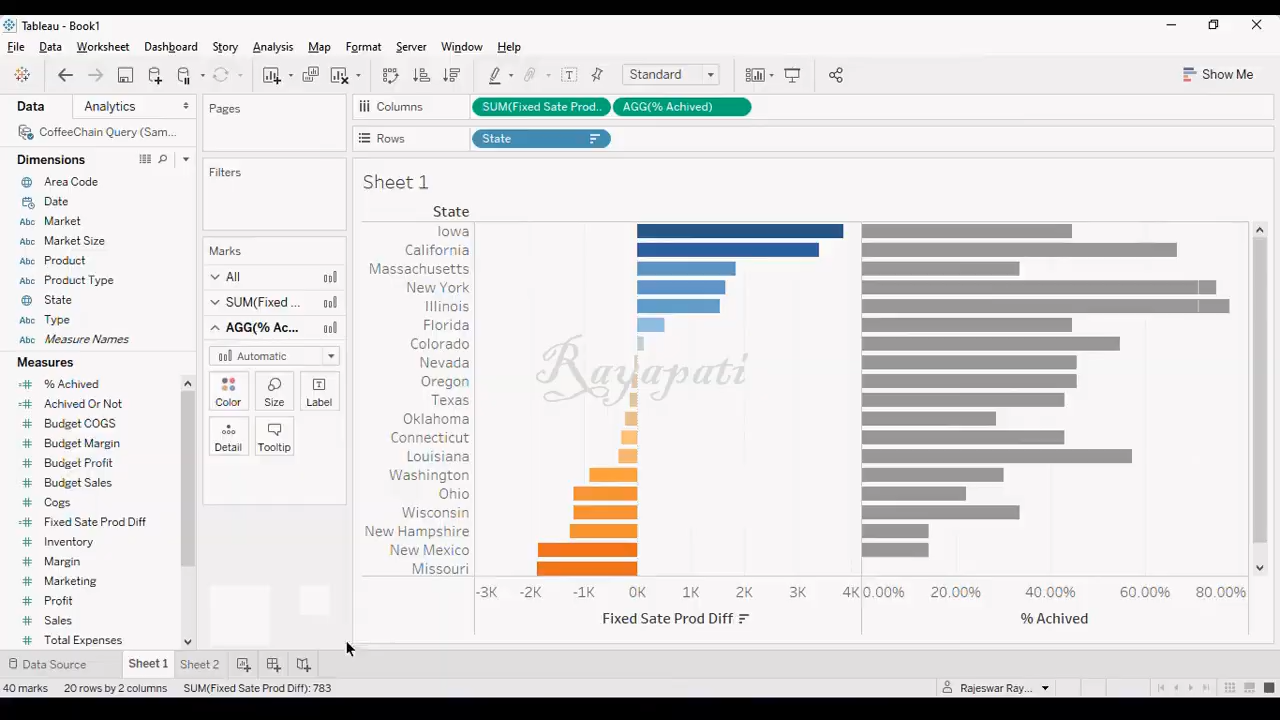 Tableau - Book1
File Data Worksheet Dashboard Story Analysis Map Format Server Window Help
Standard
Show Me
Data Analytics
CoffeeChain Query (Sam...
Dimensions
Area Code
Abc Date
Abc Market
Abc Market Size
Abc Product
Abc Product Type
State
Abc Type
Abc Measure Names
Measures
% Achived
Achived Or Not
Budget COGS
Budget Margin
Budget Profit
Budget Sales
Cogs
Fixed Sate Prod Diff
Inventory
Margin
Marketing
Profit
Sales
Total Expenses
Pages
Filters
Marks
All
SUM(Fixed ...
AGG(% Ac...
Automatic
Color Size Label
Detail Tooltip
Columns SUM(Fixed Sate Prod.. AGG(% Achived)
Rows State
Sheet 1
State
Iowa
California
Massachusetts
New York
Illinois
Florida
Colorado
Nevada
Oregon
Texas
Oklahoma
Connecticut
Louisiana
Washington
Ohio
Wisconsin
New Hampshire
New Mexico
Missouri
Rayapati
-3K -2K -1K 0K 1K 2K 3K 4K 0.00% 20.00% 40.00% 60.00% 80.00%
Fixed Sate Prod Diff % Achived
Data Source Sheet 1 Sheet 2
40 marks 20 rows by 2 columns SUM(Fixed Sate Prod Diff): 783 Rajeswar Ray...